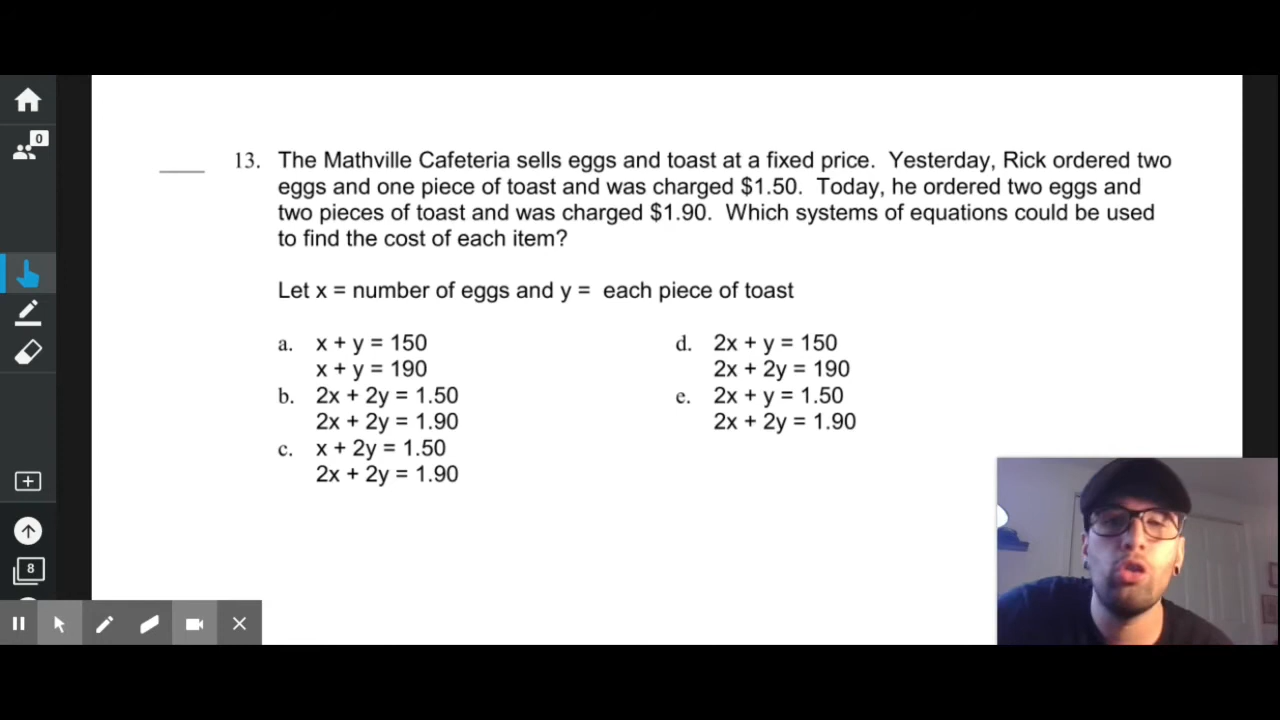 0
13. The Mathville Cafeteria sells eggs and toast at a fixed price. Yesterday, Rick ordered two
eggs and one piece of toast and was charged $1.50. Today, he ordered two eggs and
two pieces of toast and was charged $1.90. Which systems of equations could be used
to find the cost of each item?
Let x = number of eggs and y = each piece of toast
a. x + y = 150
x + y = 190
b. 2x + 2y = 1.50
2x + 2y = 1.90
c. x + 2y = 1.50
2x + 2y = 1.90
d. 2x + y = 150
2x + 2y = 190
e. 2x + y = 1.50
2x + 2y = 1.90
8